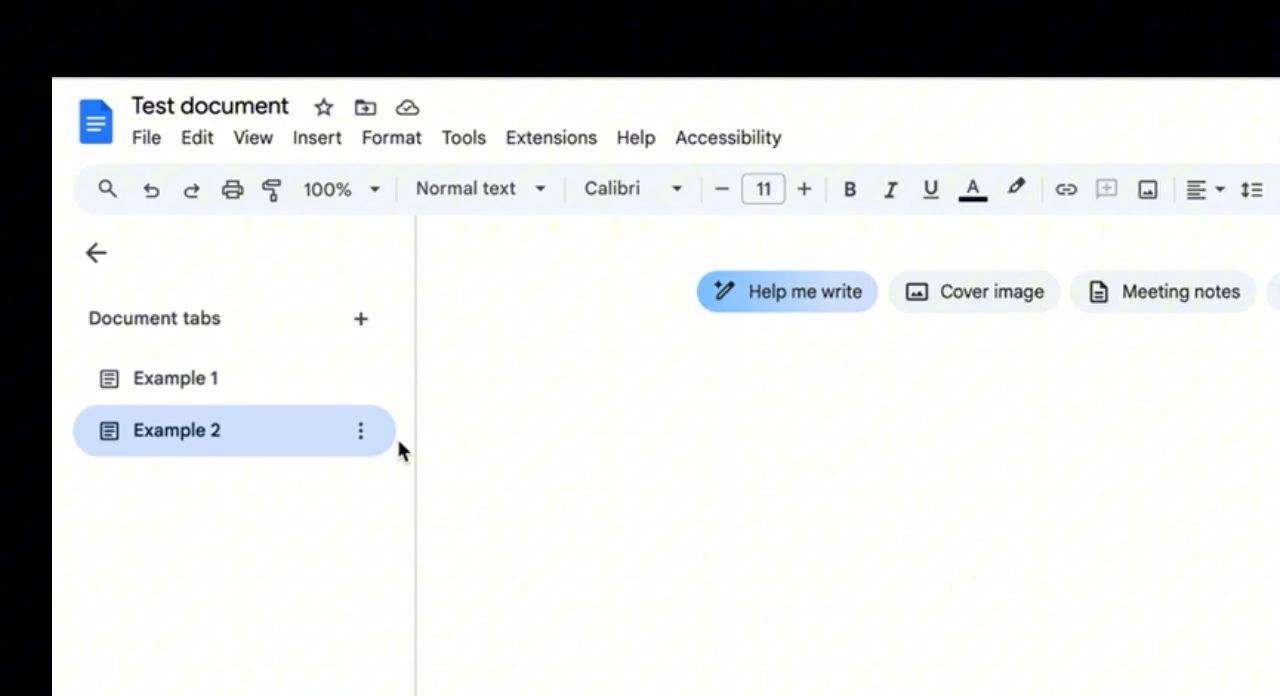 Test document
File Edit View Insert Format Tools Extensions Help Accessibility
100% Normal text Calibri 11 B I U A
Help me write Cover image Meeting notes
Document tabs
Example 1
Example 2